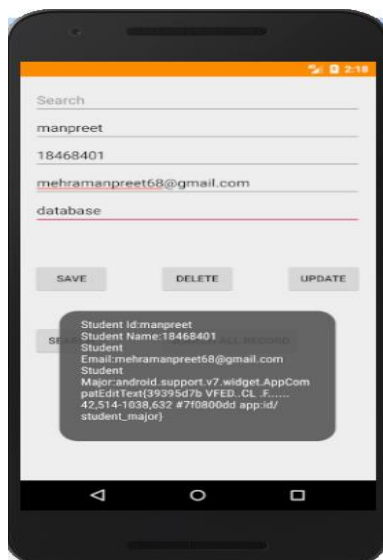 2:18
Search
manpreet
18468401
mehramanpreet68@gmail.com
database
SAVE DELETE UPDATE
Student Id:manpreet
Student Name:18468401
Student
Email:mehramanpreet68@gmail.com
Student
Major:android.support.v7.widget.AppCom
patEditText{39395d7b VFED..CL .F......
42,514-1038,632 #7f0800dd app:id/
student_major}